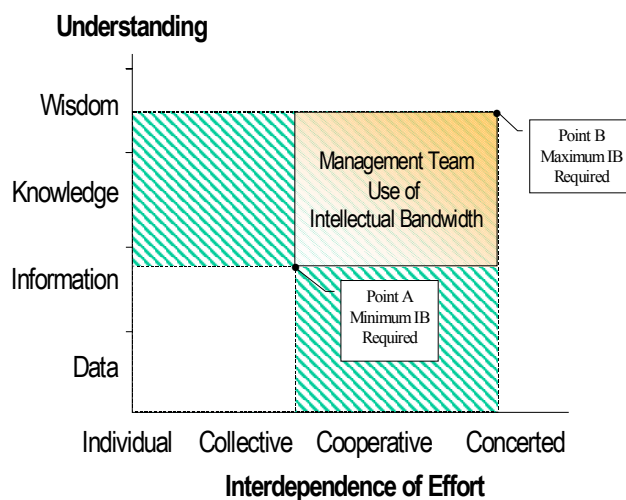 Understanding
Wisdom
Knowledge
Information
Data
Management Team
Use of
Intellectual Bandwidth
Point B
Maximum IB
Required
Point A
Minimum IB
Required
Individual Collective Cooperative Concerted
Interdependence of Effort